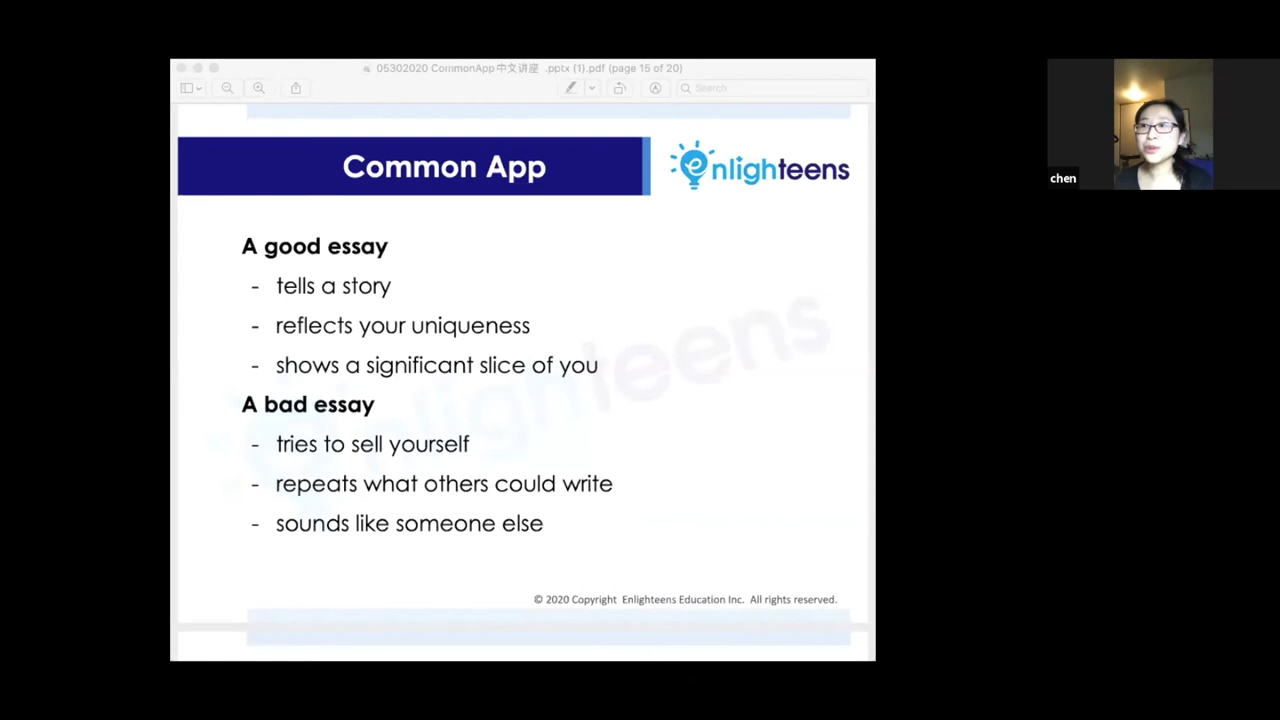 05302020 CommonApp中文讲座 .pptx (1).pdf (page 15 of 20)
Search
Common App
enlighteens
A good essay
- tells a story
- reflects your uniqueness
- shows a significant slice of you
A bad essay
- tries to sell yourself
- repeats what others could write
- sounds like someone else
enlighteens
© 2020 Copyright Enlighteens Education Inc. All rights reserved.
chen